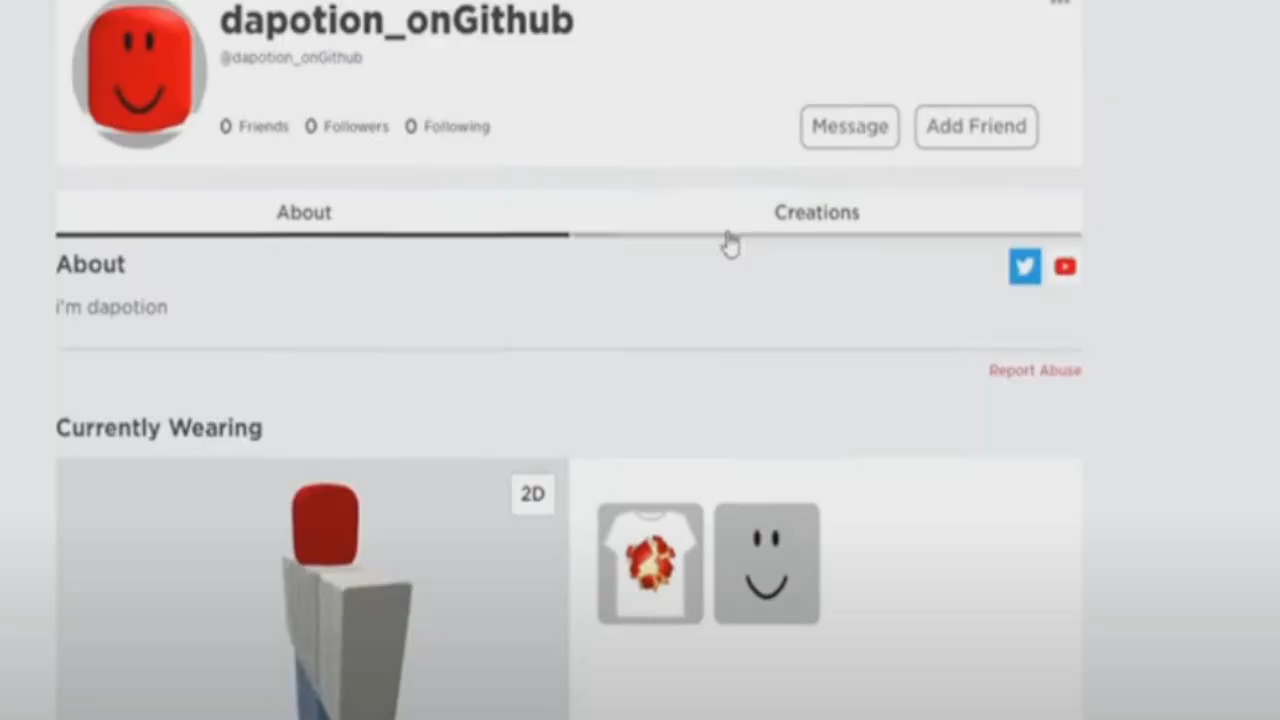 dapotion_onGithub
@dapotion_onGithub
0 Friends 0 Followers 0 Following
Message Add Friend
About Creations
About
i'm dapotion
Report Abuse
Currently Wearing
2D